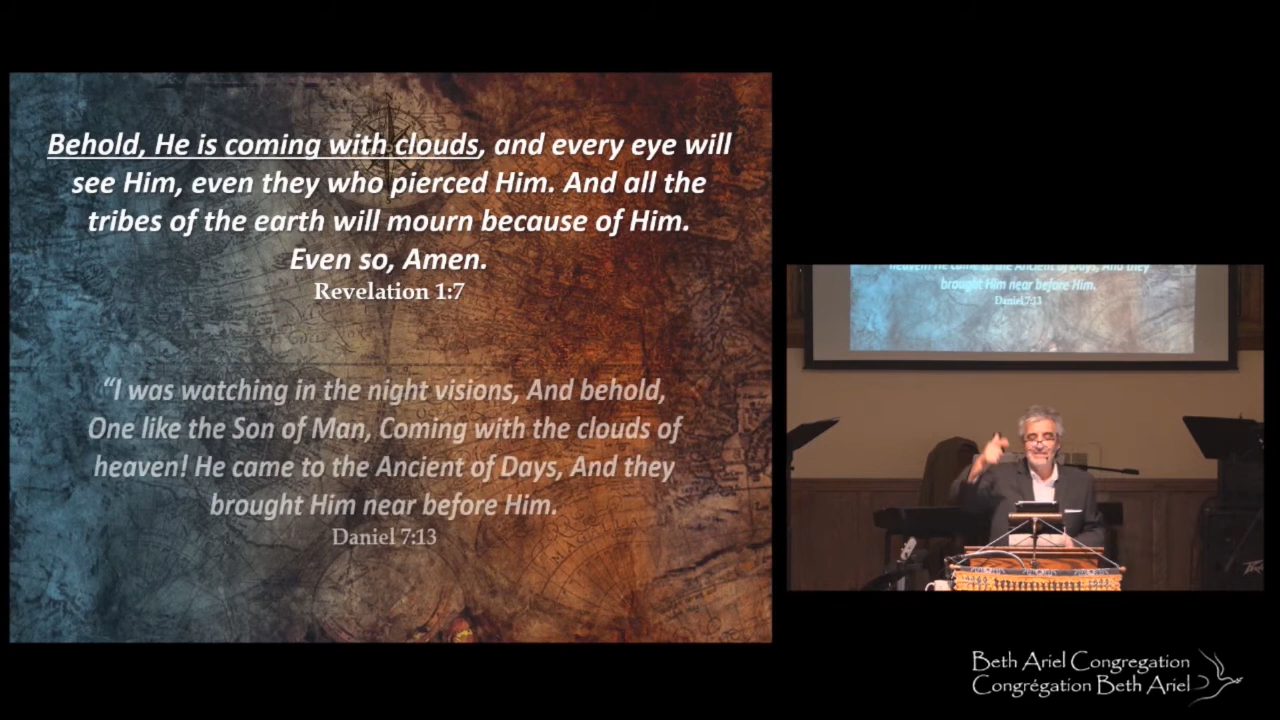 Behold, He is coming with clouds, and every eye will
see Him, even they who pierced Him. And all the
tribes of the earth will mourn because of Him.
Even so, Amen.
Revelation 1:7
“I was watching in the night visions, And behold,
One like the Son of Man, Coming with the clouds of
heaven! He came to the Ancient of Days, And they
brought Him near before Him.
Daniel 7:13
heaven! He came to the Ancient of Days, And they
brought Him near before Him.
Daniel 7:13
Beth Ariel Congregation
Congrégation Beth Ariel